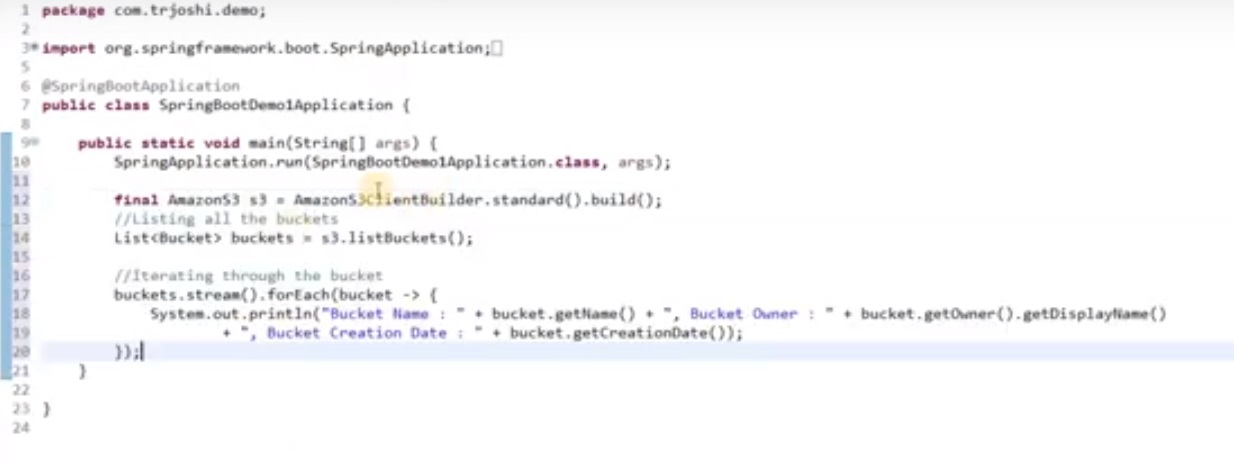 1 package com.trjoshi.demo;
2
3 import org.springframework.boot.SpringApplication;
5
6 @SpringBootApplication
7 public class SpringBootDemo1Application {
8
9 public static void main(String[] args) {
10 SpringApplication.run(SpringBootDemo1Application.class, args);
11
12 final AmazonS3 s3 = AmazonS3ClientBuilder.standard().build();
13 //Listing all the buckets
14 List<Bucket> buckets = s3.listBuckets();
15
16 //Iterating through the bucket
17 buckets.stream().forEach(bucket -> {
18 System.out.println("Bucket Name : " + bucket.getName() + ", Bucket Owner : " + bucket.getOwner().getDisplayName()
19 + ", Bucket Creation Date : " + bucket.getCreationDate());
20 });
21 }
22
23 }
24